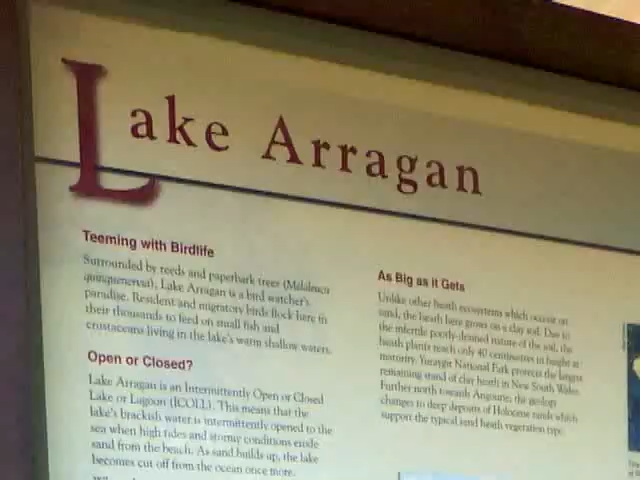 Lake Arragan
Teeming with Birdlife
Surrounded by reeds and paperbark trees (Melaleuca
quinquenervia), Lake Arragan is a bird watcher's
paradise. Resident and migratory birds flock here in
their thousands to feed on small fish and
crustaceans living in the lake's warm shallow waters.
Open or Closed?
Lake Arragan is an Intermittently Open or Closed
Lake or Lagoon (ICOLL). This means that the
lake's brackish water is intermittently opened to the
sea when high tides and stormy conditions erode
sand from the beach. As sand builds up, the lake
becomes cut off from the ocean once more.
As Big as it Gets
Unlike other heath ecosystems which occur on
sand, the heath here grows on a clay soil. Due to
the infertile poorly-drained nature of the soil, the
heath plants reach only 40 centimetres in height at
maturity. Yuraygir National Park protects the largest
remaining stand of clay heath in New South Wales.
Further north towards Angourie, the geology
changes to deep deposits of Holocene sands which
support the typical sand heath vegetation type.